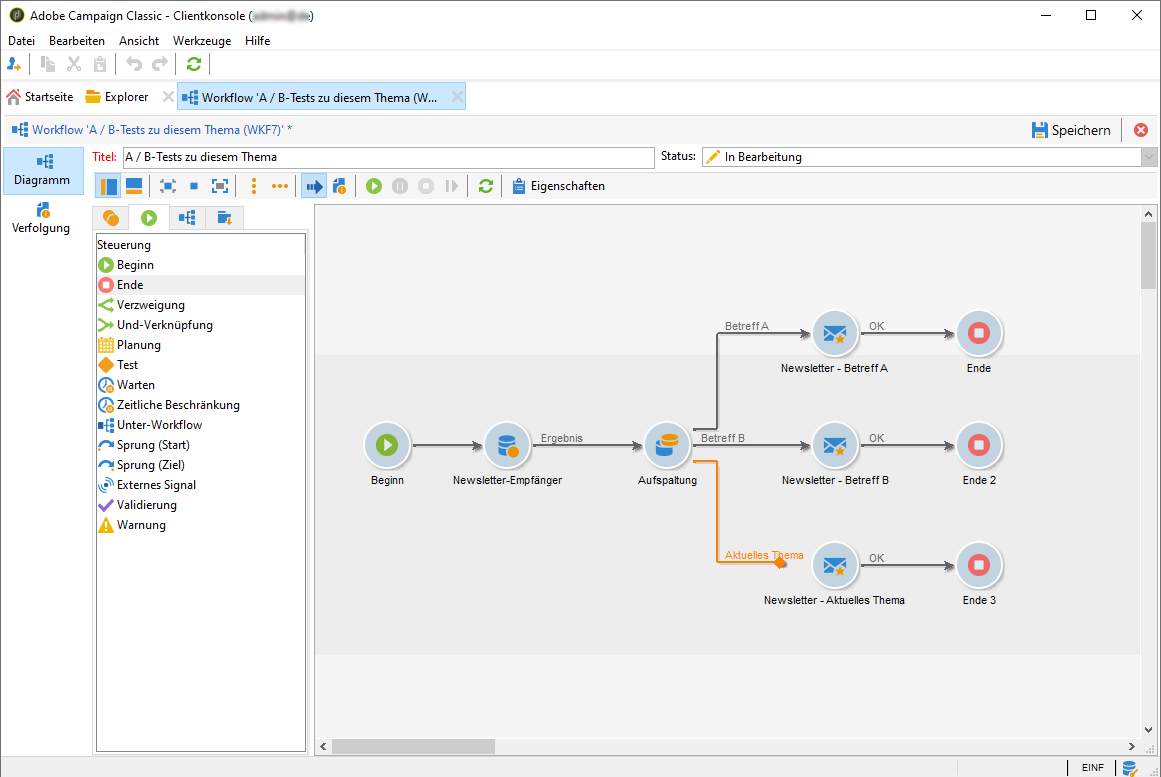 Adobe Campaign Classic - Clientkonsole (
Datei Bearbeiten Ansicht Werkzeuge Hilfe
Startseite Explorer Workflow 'A / B-Tests zu diesem Thema (W...
Workflow 'A / B-Tests zu diesem Thema (WKF7)' * Speichern
Diagramm
Verfolgung
Titel: A / B-Tests zu diesem Thema Status: In Bearbeitung
Eigenschaften
Steuerung
Beginn
Ende
Verzweigung
Und-Verknüpfung
Planung
Test
Warten
Zeitliche Beschränkung
Unter-Workflow
Sprung (Start)
Sprung (Ziel)
Externes Signal
Validierung
Warnung
Betreff A OK
Newsletter - Betreff A Ende
Ergebnis Betreff B OK
Beginn Newsletter-Empfänger Aufspaltung Newsletter - Betreff B Ende 2
Aktuelles Thema OK
Newsletter - Aktuelles Thema Ende 3
EINF